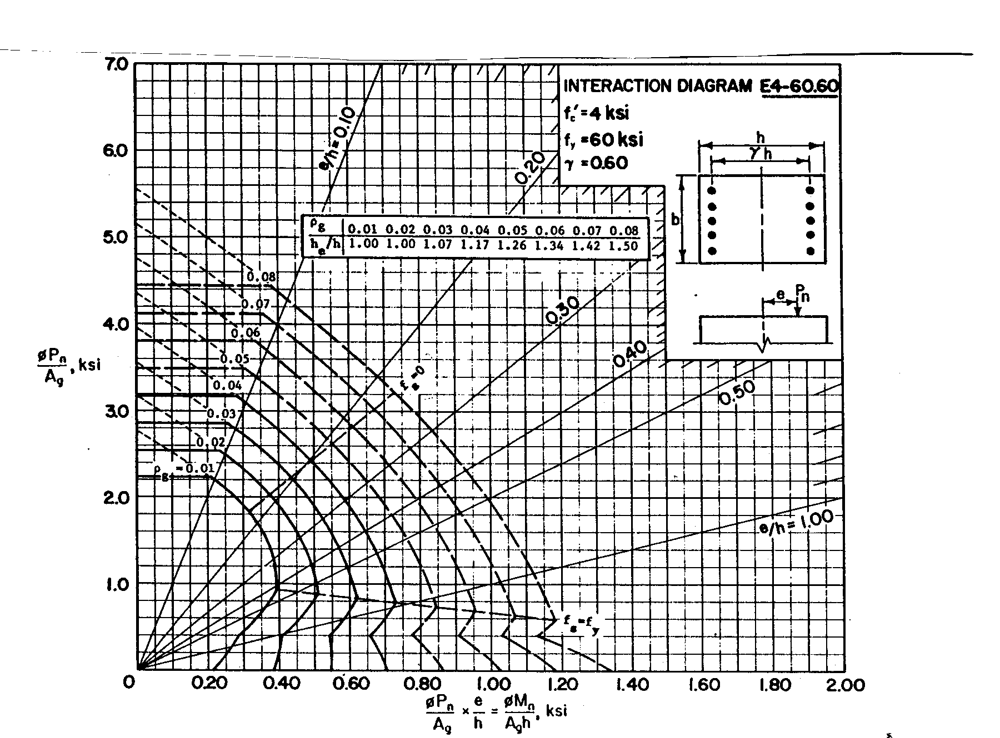 INTERACTION DIAGRAM E4-60.60
fc' = 4 ksi
fy = 60 ksi
γ = 0.60
h
γ h
b
e
Pn
7.0
6.0
5.0
4.0
3.0
2.0
1.0
0
øPn/Ag, ksi
e/h = 0.10
0.20
0.30
0.40
0.50
e/h = 1.00
ρg 0.01 0.02 0.03 0.04 0.05 0.06 0.07 0.08
he/h 1.00 1.00 1.07 1.17 1.26 1.34 1.42 1.50
0.08
0.07
0.06
0.05
0.04
0.03
0.02
ρg = 0.01
fs = 0
fs = fy
0.20 0.40 0.60 0.80 1.00 1.20 1.40 1.60 1.80 2.00
øPn/Ag × e/h = øMn/Agh, ksi